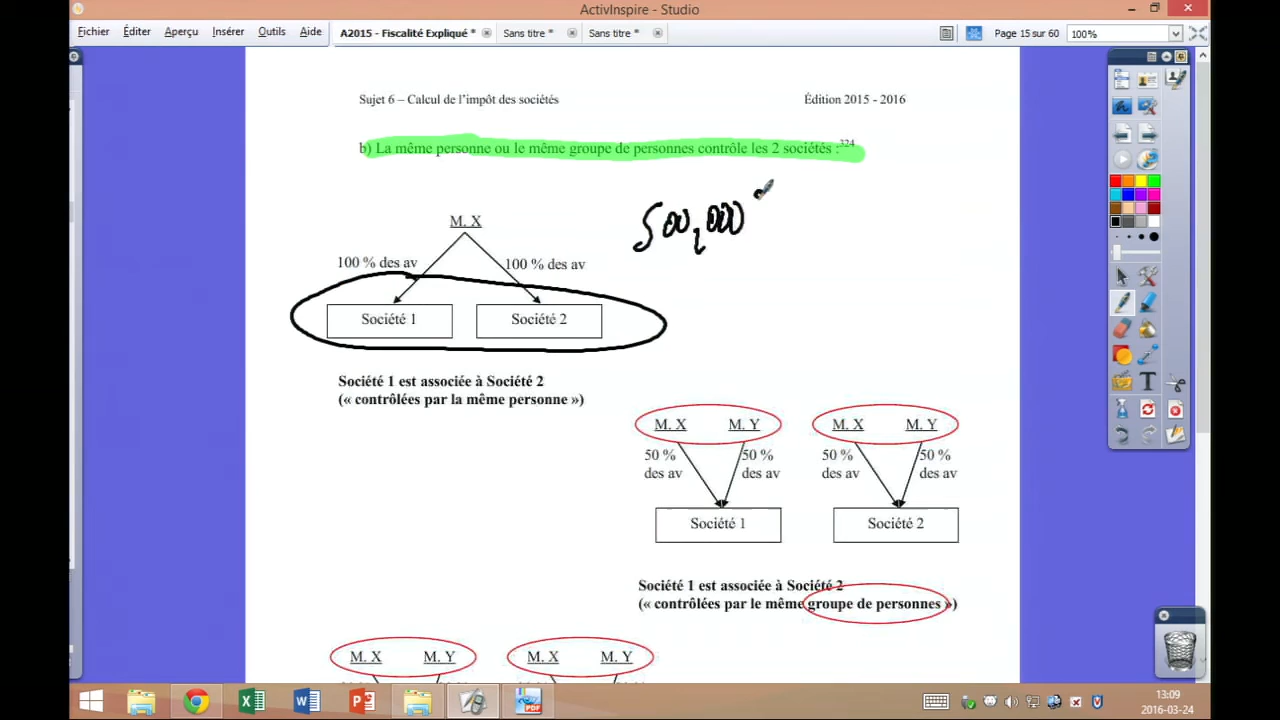 ActivInspire - Studio
Fichier Éditer Aperçu Insérer Outils Aide
A2015 - Fiscalité Expliqué * Sans titre * Sans titre *
Page 15 sur 60 100%
Sujet 6 – Calcul de l'impôt des sociétés Édition 2015 - 2016
b) La même personne ou le même groupe de personnes contrôle les 2 sociétés :324
500,000
M. X
100 % des av 100 % des av
Société 1 Société 2
Société 1 est associée à Société 2
(« contrôlées par la même personne »)
M. X M. Y M. X M. Y
50 % 50 % 50 % 50 %
des av des av des av des av
Société 1 Société 2
Société 1 est associée à Société 2
(« contrôlées par le même groupe de personnes »)
M. X M. Y M. X M. Y
PDF
13:09
2016-03-24